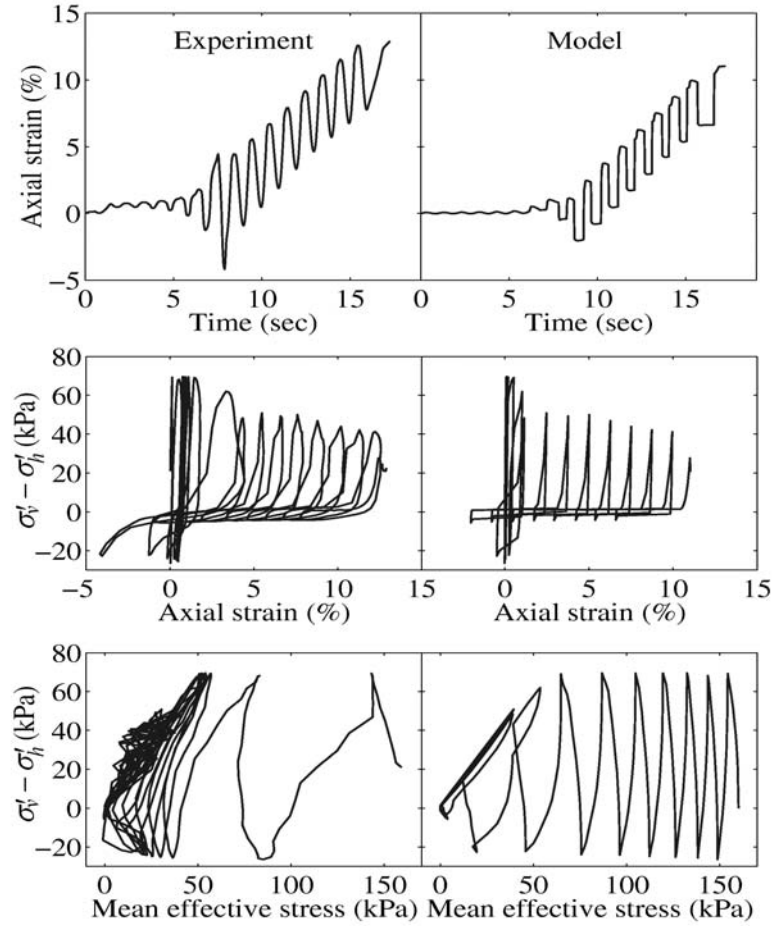 15
Experiment
Model
10
5
0
−5
Axial strain (%)
0 5 10 15 0 5 10 15
Time (sec) Time (sec)
80
60
40
20
0
−20
σ′v − σ′h (kPa)
−5 0 5 10 15 −5 0 5 10 15
Axial strain (%) Axial strain (%)
80
60
40
20
0
−20
σ′v − σ′h (kPa)
0 50 100 150 0 50 100 150
Mean effective stress (kPa) Mean effective stress (kPa)